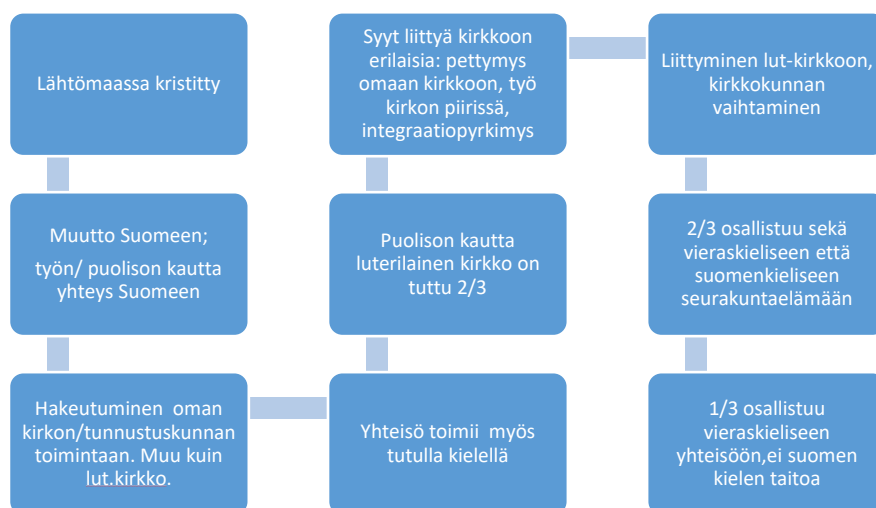 Lähtömaassa kristitty
Muutto Suomeen;
työn/ puolison kautta
yhteys Suomeen
Hakeutuminen oman
kirkon/tunnustuskunnan
toimintaan. Muu kuin
lut.kirkko.
Yhteisö toimii myös
tutulla kielellä
Puolison kautta
luterilainen kirkko on
tuttu 2/3
Syyt liittyä kirkkoon
erilaisia: pettymys
omaan kirkkoon, työ
kirkon piirissä,
integraatiopyrkimys
Liittyminen lut-kirkkoon,
kirkkokunnan
vaihtaminen
2/3 osallistuu sekä
vieraskieliseen että
suomenkieliseen
seurakuntaelämään
1/3 osallistuu
vieraskieliseen
yhteisöön,ei suomen
kielen taitoa